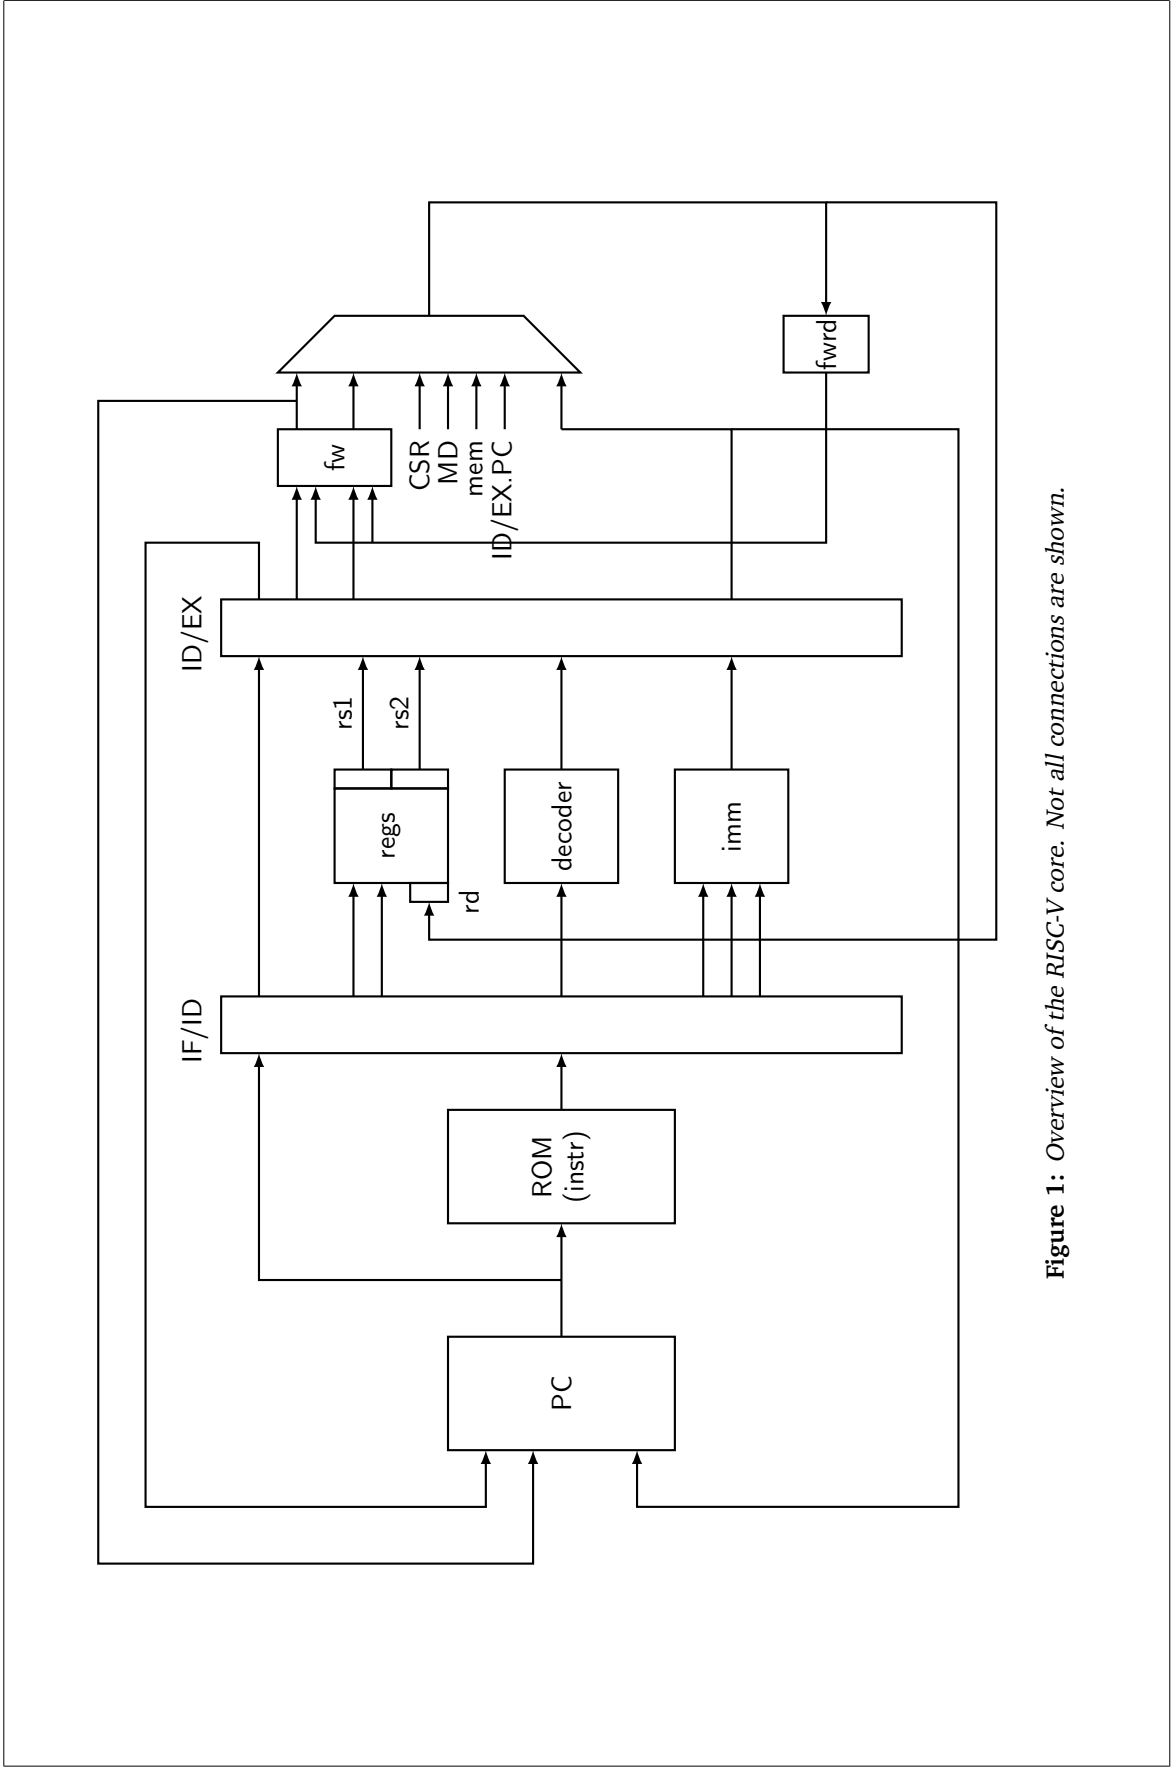 PC
ROM
(instr)
IF/ID
regs
rd
rs1
rs2
decoder
imm
ID/EX
fw
CSR
MD
mem
ID/EX.PC
fwrd
Figure 1: Overview of the RISC-V core. Not all connections are shown.